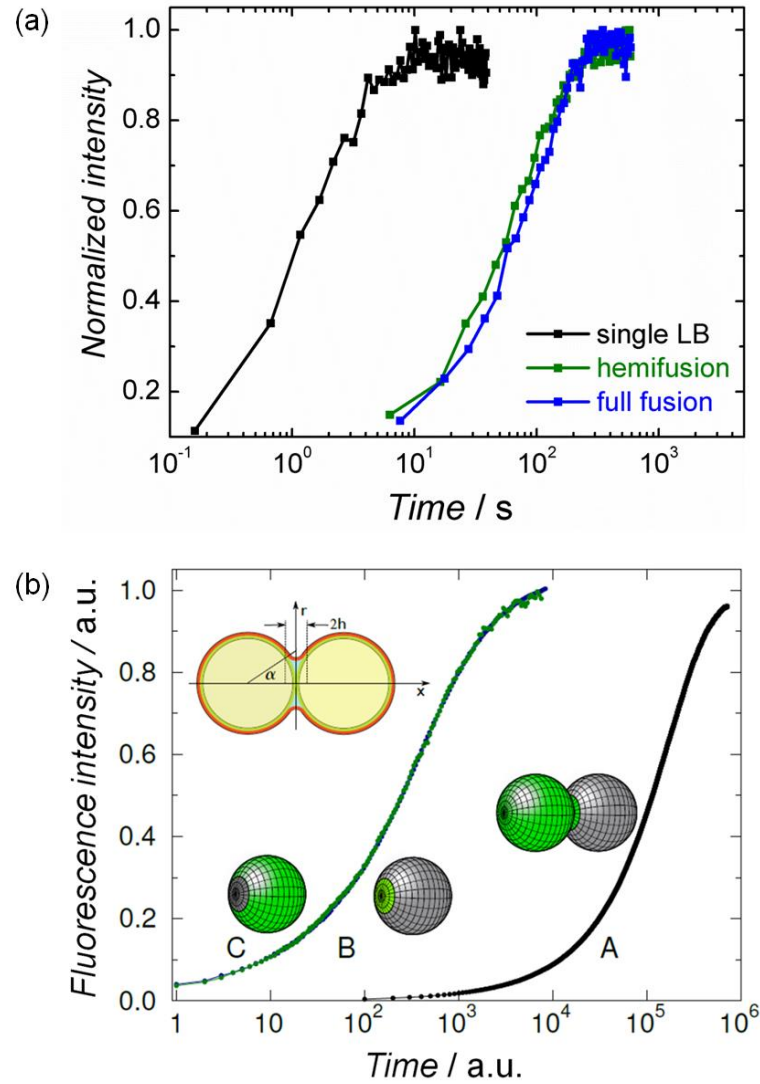 (a)
Normalized intensity
1.0
0.8
0.6
0.4
0.2
single LB
hemifusion
full fusion
10⁻¹ 10⁰ 10¹ 10² 10³
Time / s
(b)
Fluorescence intensity / a.u.
1.0
0.8
0.6
0.4
0.2
0.0
r
2h
α
x
C B A
1 10 10² 10³ 10⁴ 10⁵ 10⁶
Time / a.u.